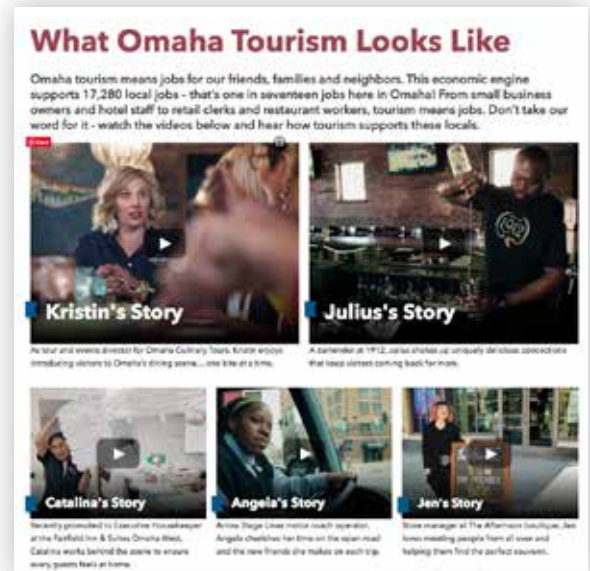 What Omaha Tourism Looks Like
Omaha tourism means jobs for our friends, families and neighbors. This economic engine
supports 17,280 local jobs – that's one in seventeen jobs here in Omaha! From small business
owners and hotel staff to retail clerks and restaurant workers, tourism means jobs. Don't take our
word for it - watch the videos below and hear how tourism supports these locals.
Kristin's Story
Julius's Story
As tour and events director for Omaha Culinary Tours, Kristin enjoys
introducing visitors to Omaha's dining scene... one bite at a time.
A bartender at 1912, Julius shakes up uniquely delicious concoctions
that keep visitors coming back for more.
Catalina's Story
Angela's Story
Jen's Story
Recently promoted to Executive Housekeeper
at the Fairfield Inn & Suites Omaha West,
Catalina works behind the scene to ensure
every guests feels at home.
Arrow Stage Lines motor coach operator,
Angela cherishes her time on the open road
and the new friends she makes on each trip.
Store manager at The Afternoon boutique, Jen
loves meeting people from all over and
helping them find the perfect souvenir.